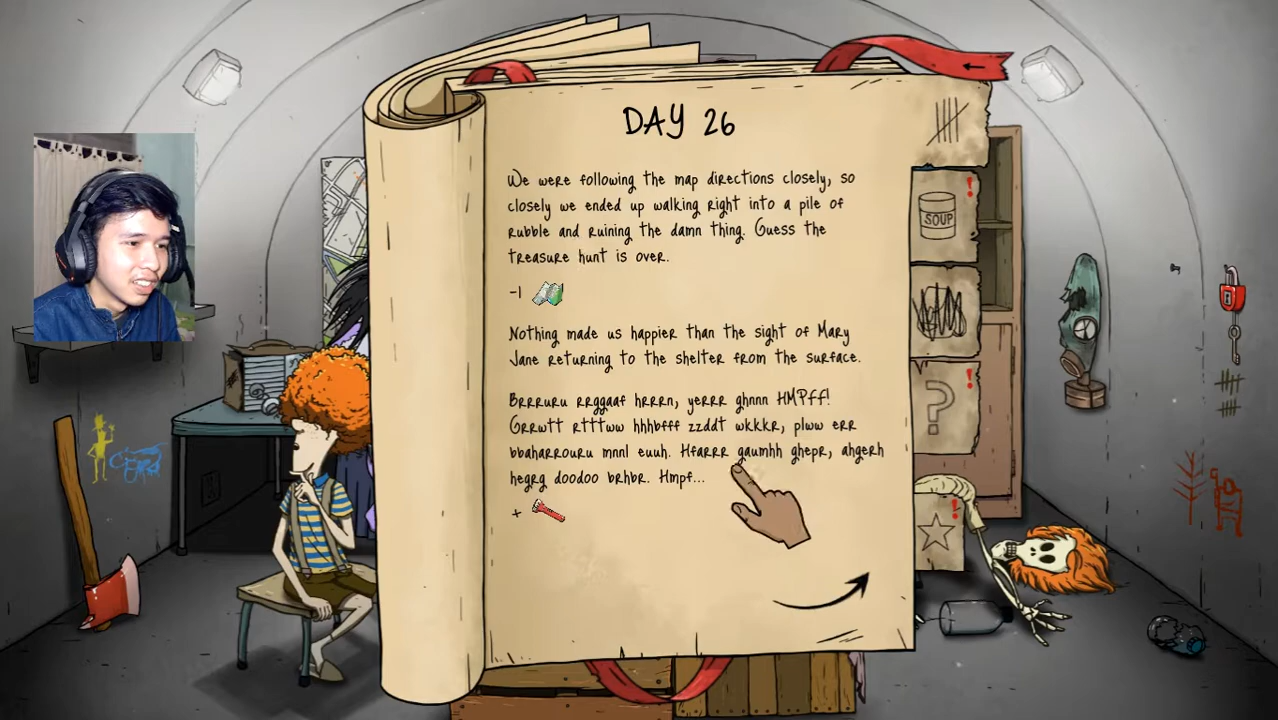 DAY 26
We were following the map directions closely, so
closely we ended up walking right into a pile of
rubble and ruining the damn thing. Guess the
treasure hunt is over.
-1
Nothing made us happier than the sight of Mary
Jane returning to the shelter from the surface.
Brrruru rrggaaf hrrrn, yerrr ghnnn HMPff!
Grrwtt rtttww hhhbfff zzddt wkkkr, plww err
bbaharrouru mnnl euuh. Hfarrr gaumhh ghepr, ahgerh
hegrg doodoo brhbr. Hmpf...
+
SOUP
!
?
!
!